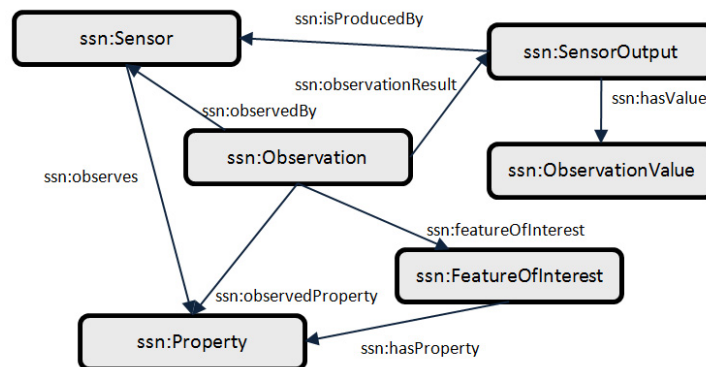 ssn:isProducedBy
ssn:Sensor
ssn:SensorOutput
ssn:observationResult
ssn:hasValue
ssn:observedBy
ssn:Observation
ssn:ObservationValue
ssn:observes
ssn:featureOfInterest
ssn:FeatureOfInterest
ssn:observedProperty
ssn:Property
ssn:hasProperty